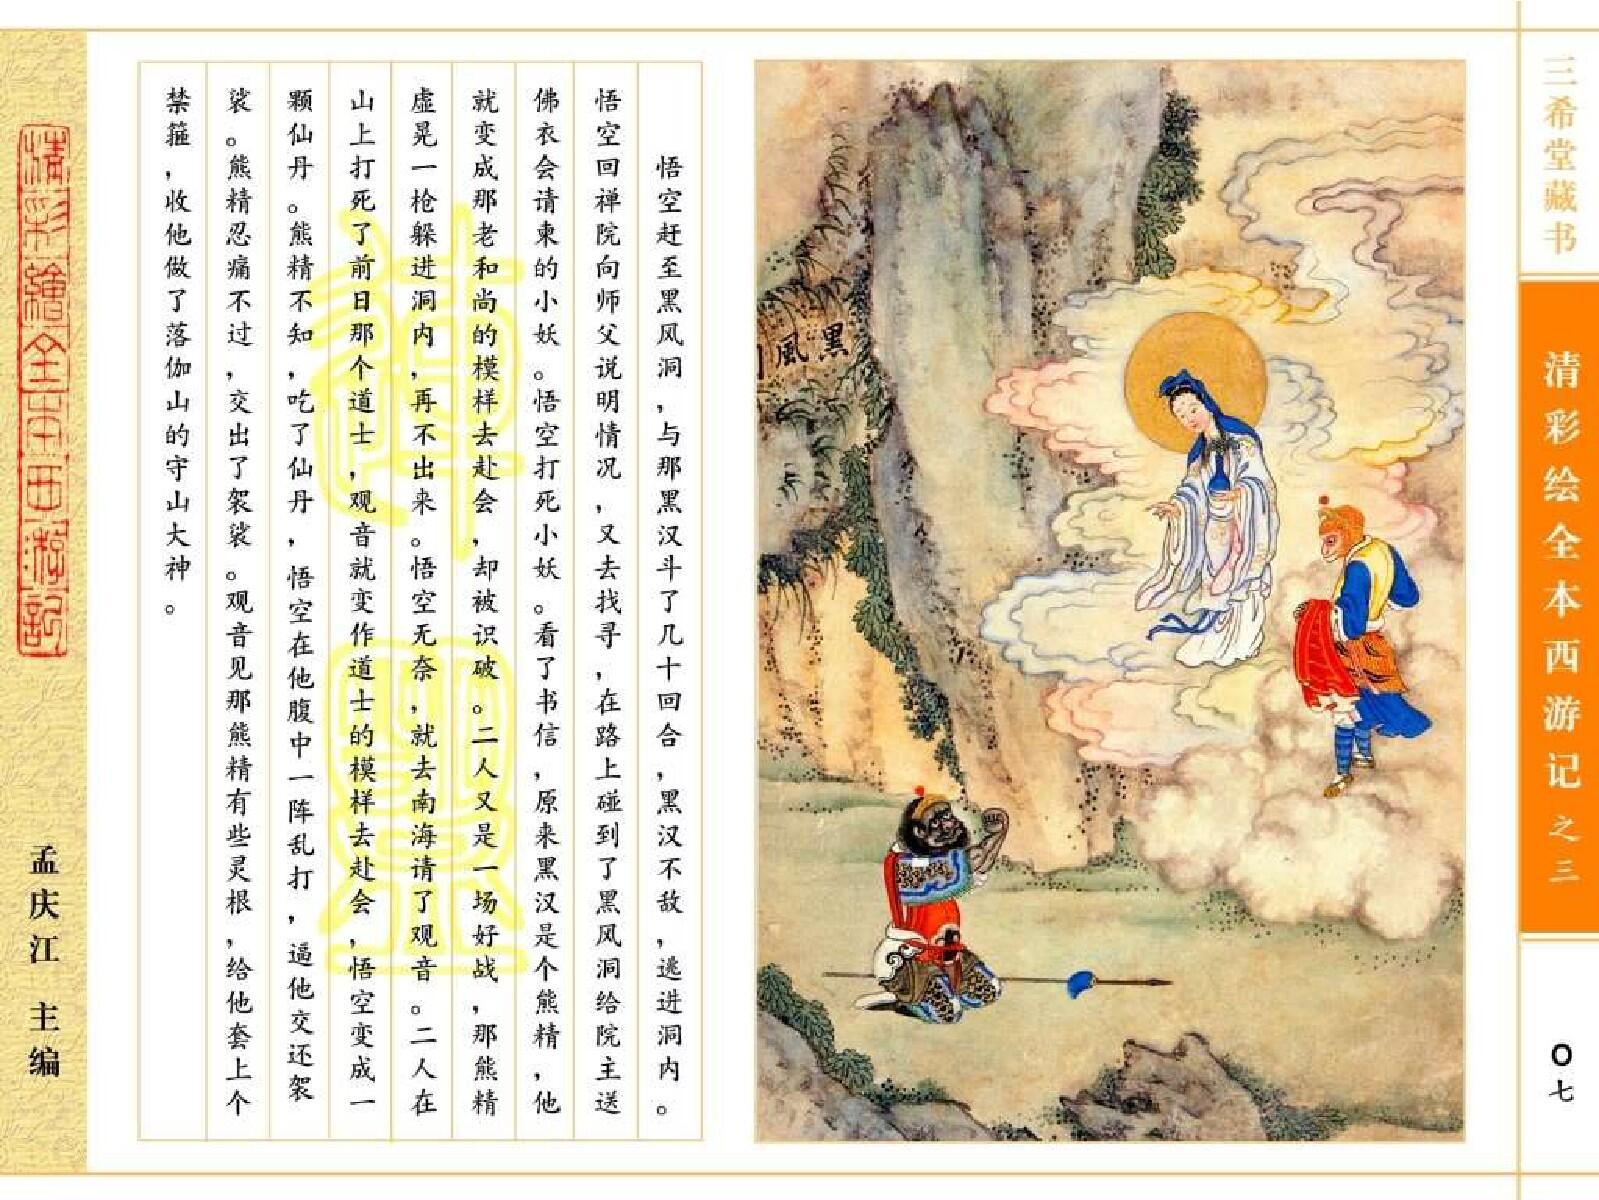 三希堂藏书
清彩绘全本西游记之三
〇七
黑風
悟空赶至黑风洞，与那黑汉斗了几十回合，黑汉不敌，逃进洞内。
悟空回禅院向师父说明情况，又去找寻，在路上碰到了黑风洞给院主送
佛衣会请柬的小妖。悟空打死小妖。看了书信，原来黑汉是个熊精，他
就变成那老和尚的模样去赴会，却被识破。二人又是一场好战，那熊精
虚晃一枪躲进洞内，再不出来。悟空无奈，就去南海请了观音。二人在
山上打死了前日那个道士，观音就变作道士的模样去赴会，悟空变成一
颗仙丹。熊精不知，吃了仙丹，悟空在他腹中一阵乱打，逼他交还袈
裟。熊精忍痛不过，交出了袈裟。观音见那熊精有些灵根，给他套上个
禁箍，收他做了落伽山的守山大神。
清彩繪全本西游記
孟庆江 主编